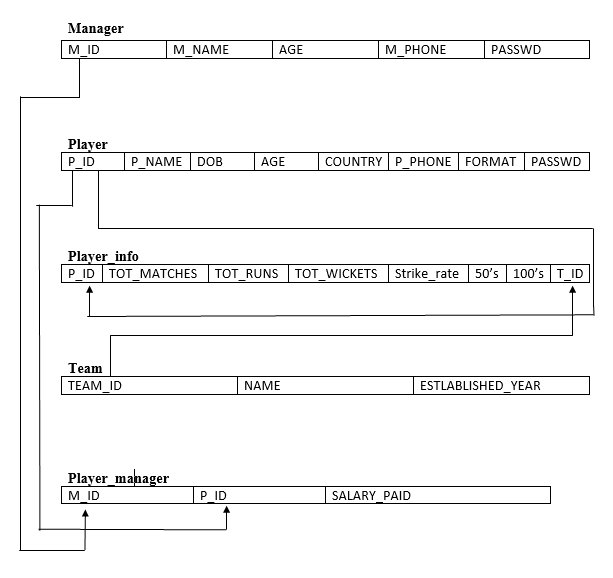 Manager
M_ID M_NAME AGE M_PHONE PASSWD
Player
P_ID P_NAME DOB AGE COUNTRY P_PHONE FORMAT PASSWD
Player_info
P_ID TOT_MATCHES TOT_RUNS TOT_WICKETS Strike_rate 50’s 100’s T_ID
Team
TEAM_ID NAME ESTLABLISHED_YEAR
Player_manager
M_ID P_ID SALARY_PAID